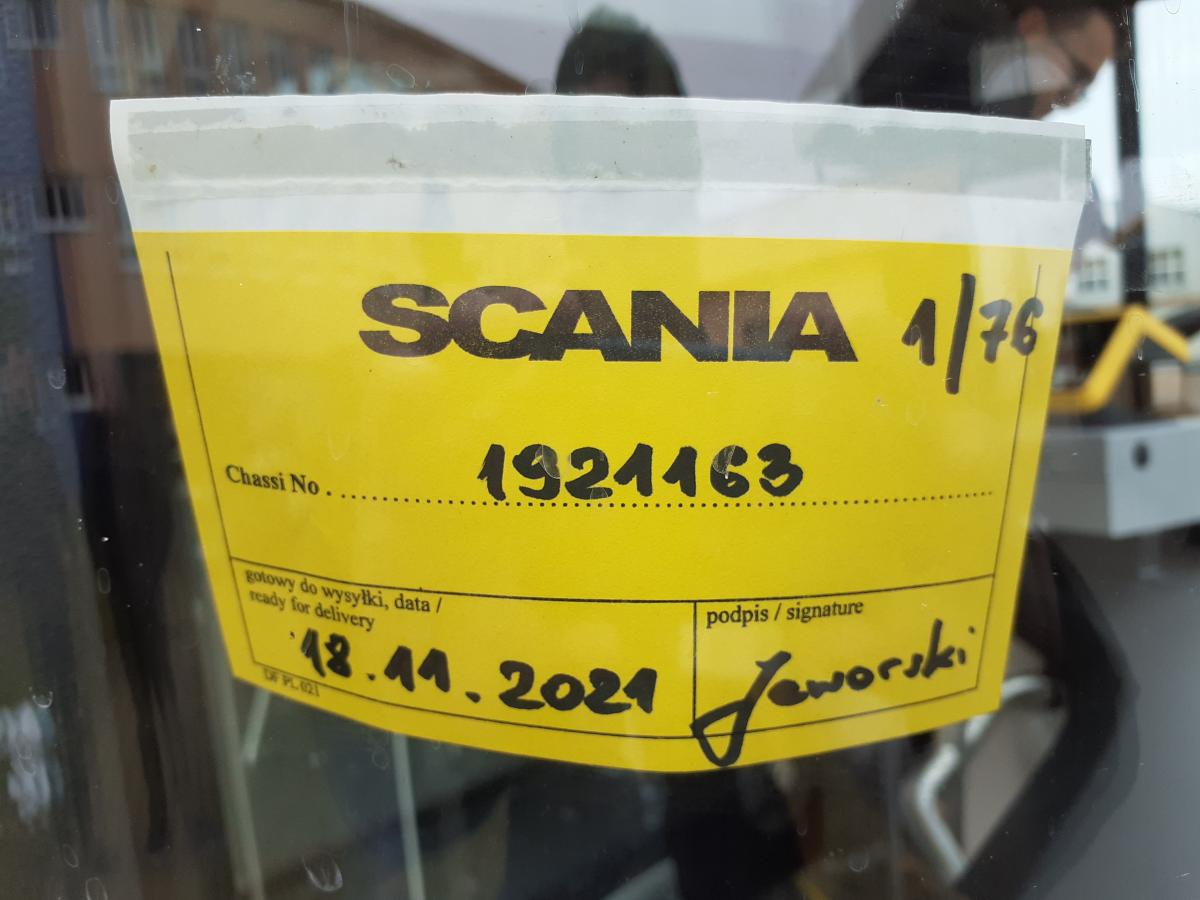 SCANIA 1/76
Chassi No. 1921163
gotowy do wysyłki, data /
ready for delivery
18.11.2021
podpis / signature
Jaworski
DF PL 021